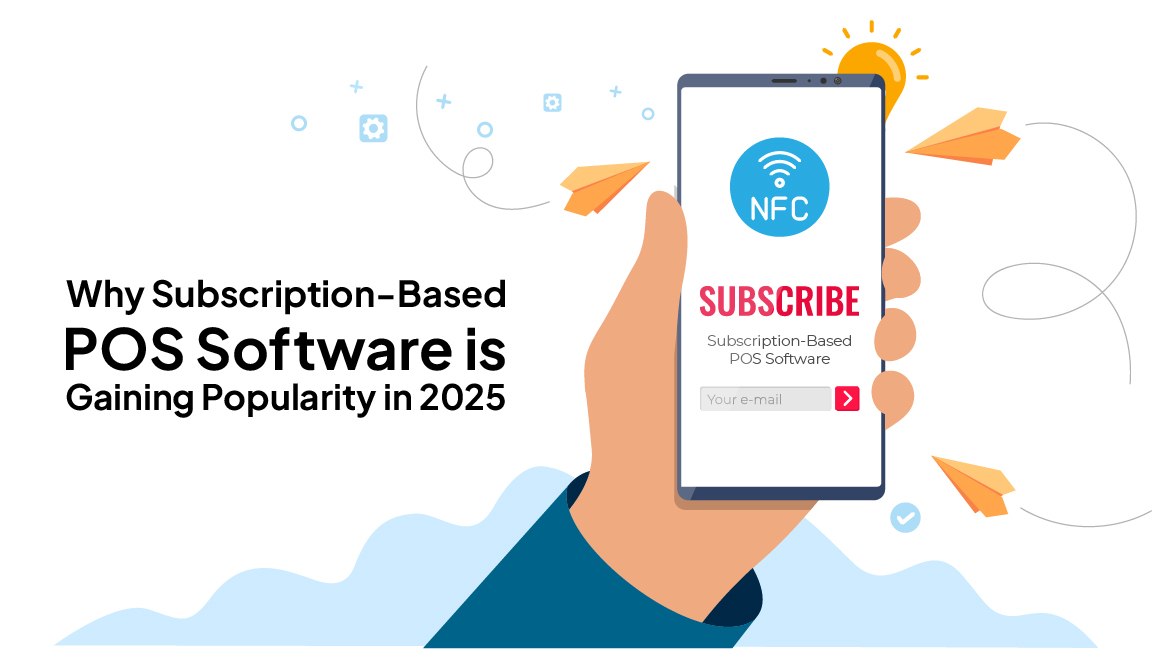 Why Subscription-Based
POS Software is
Gaining Popularity in 2025
NFC
SUBSCRIBE
Subscription-Based
POS Software
Your e-mail